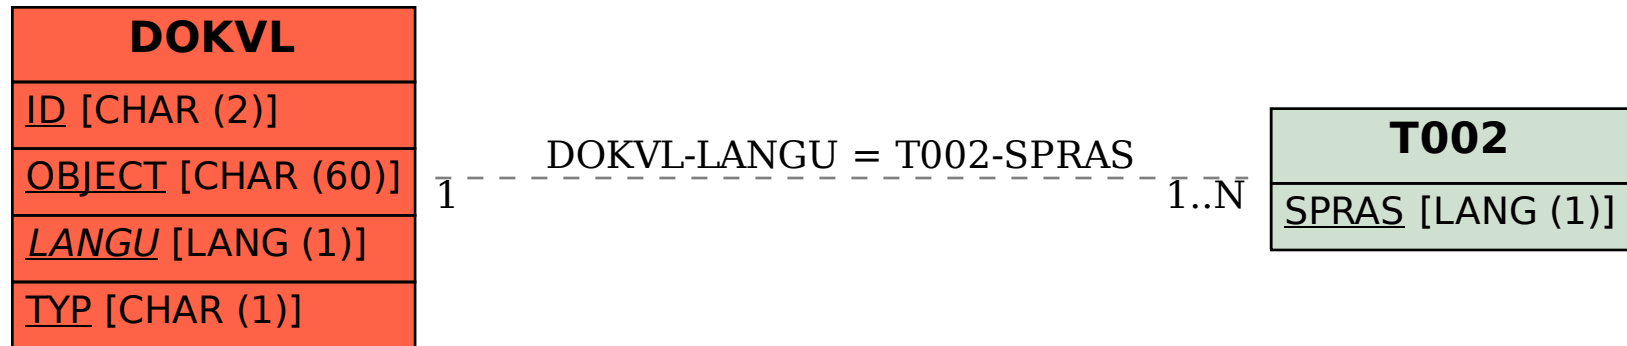 DOKVL
ID [CHAR (2)]
OBJECT [CHAR (60)]
LANGU [LANG (1)]
TYP [CHAR (1)]
DOKVL-LANGU = T002-SPRAS
1
1..N
T002
SPRAS [LANG (1)]